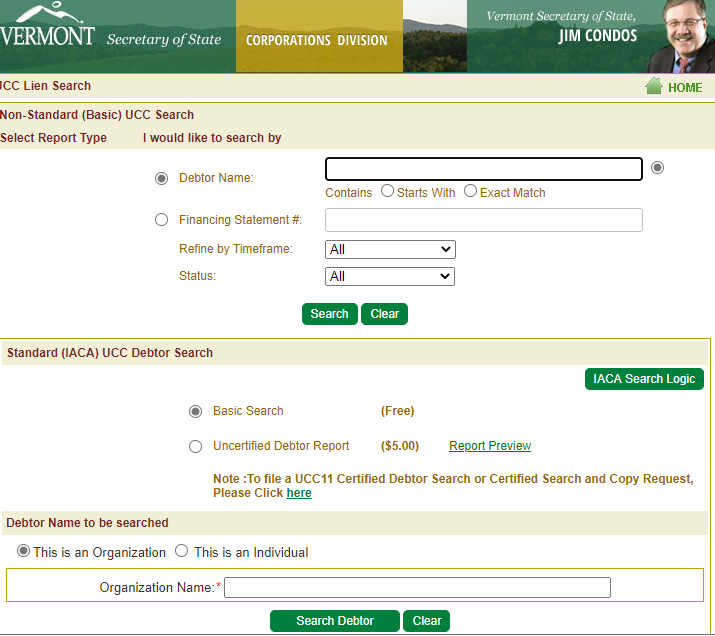 VERMONT Secretary of State
CORPORATIONS DIVISION
Vermont Secretary of State,
JIM CONDOS
UCC Lien Search
HOME
Non-Standard (Basic) UCC Search
Select Report Type I would like to search by
Debtor Name:
Contains Starts With Exact Match
Financing Statement #:
Refine by Timeframe: All
Status: All
Search Clear
Standard (IACA) UCC Debtor Search
IACA Search Logic
Basic Search (Free)
Uncertified Debtor Report ($5.00) Report Preview
Note :To file a UCC11 Certified Debtor Search or Certified Search and Copy Request,
Please Click here
Debtor Name to be searched
This is an Organization This is an Individual
Organization Name:*
Search Debtor Clear